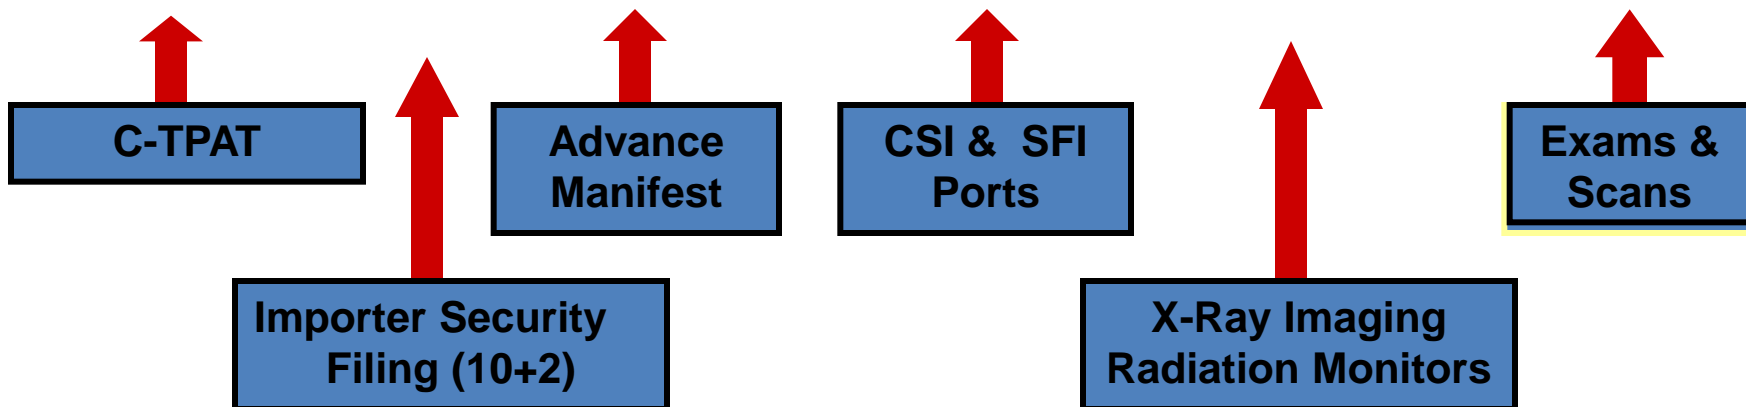 C-TPAT
Advance
Manifest
CSI & SFI
Ports
Exams &
Scans
Importer Security
Filing (10+2)
X-Ray Imaging
Radiation Monitors